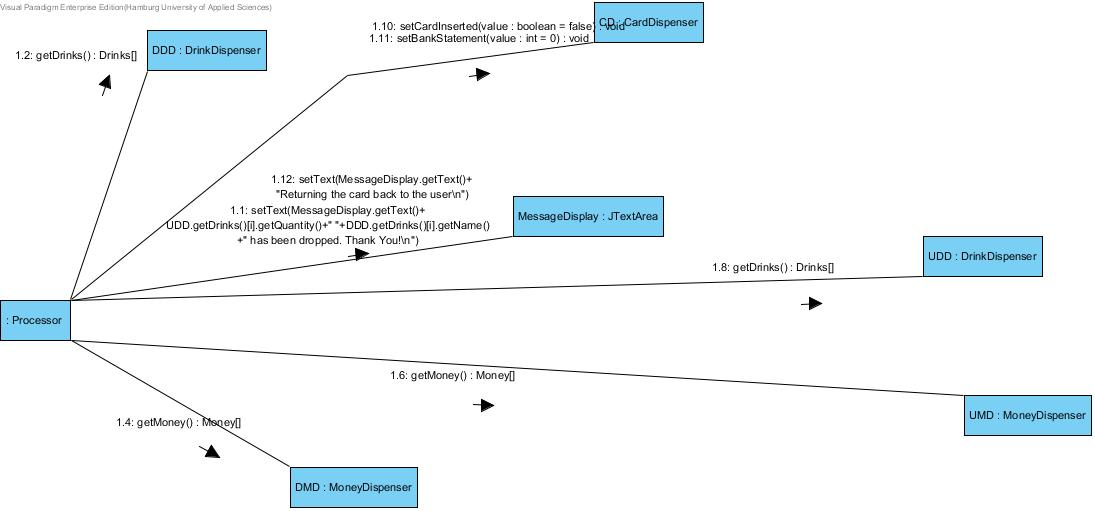 Visual Paradigm Enterprise Edition(Hamburg University of Applied Sciences)
CD : CardDispenser
1.10: setCardInserted(value : boolean = false) : void
1.11: setBankStatement(value : int = 0) : void
1.2: getDrinks() : Drinks[]
DDD : DrinkDispenser
1.12: setText(MessageDisplay.getText()+
"Returning the card back to the user\n")
1.1: setText(MessageDisplay.getText()+
UDD.getDrinks()[i].getQuantity()+" "+DDD.getDrinks()[i].getName()
+" has been dropped. Thank You!\n")
MessageDisplay : JTextArea
UDD : DrinkDispenser
1.8: getDrinks() : Drinks[]
: Processor
1.6: getMoney() : Money[]
UMD : MoneyDispenser
1.4: getMoney() : Money[]
DMD : MoneyDispenser